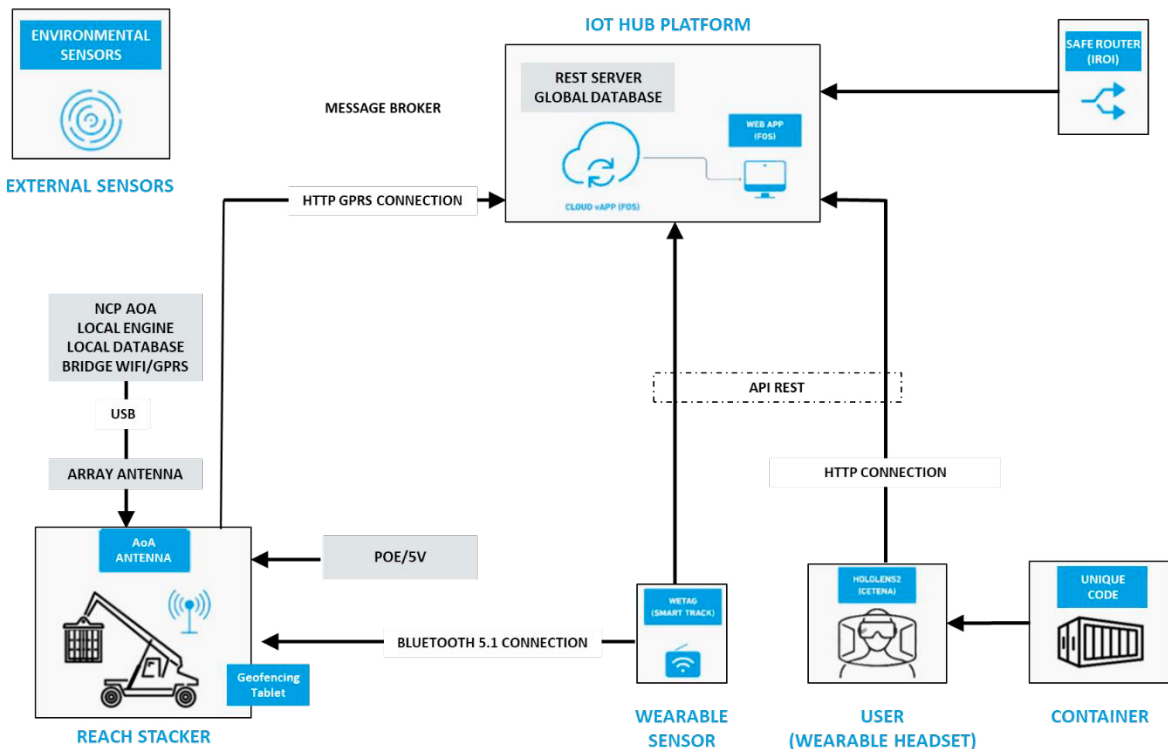 IOT HUB PLATFORM
ENVIRONMENTAL
SENSORS
EXTERNAL SENSORS
MESSAGE BROKER
REST SERVER
GLOBAL DATABASE
WEB APP
(FOS)
CLOUD vAPP (FOS)
SAFE ROUTER
(IROI)
HTTP GPRS CONNECTION
NCP AOA
LOCAL ENGINE
LOCAL DATABASE
BRIDGE WIFI/GPRS
USB
ARRAY ANTENNA
API REST
HTTP CONNECTION
AoA
ANTENNA
POE/5V
BLUETOOTH 5.1 CONNECTION
Geofencing
Tablet
REACH STACKER
WETAG
(SMART TRACK)
WEARABLE
SENSOR
HOLOLENS2
(CETENA)
USER
(WEARABLE HEADSET)
UNIQUE
CODE
CONTAINER